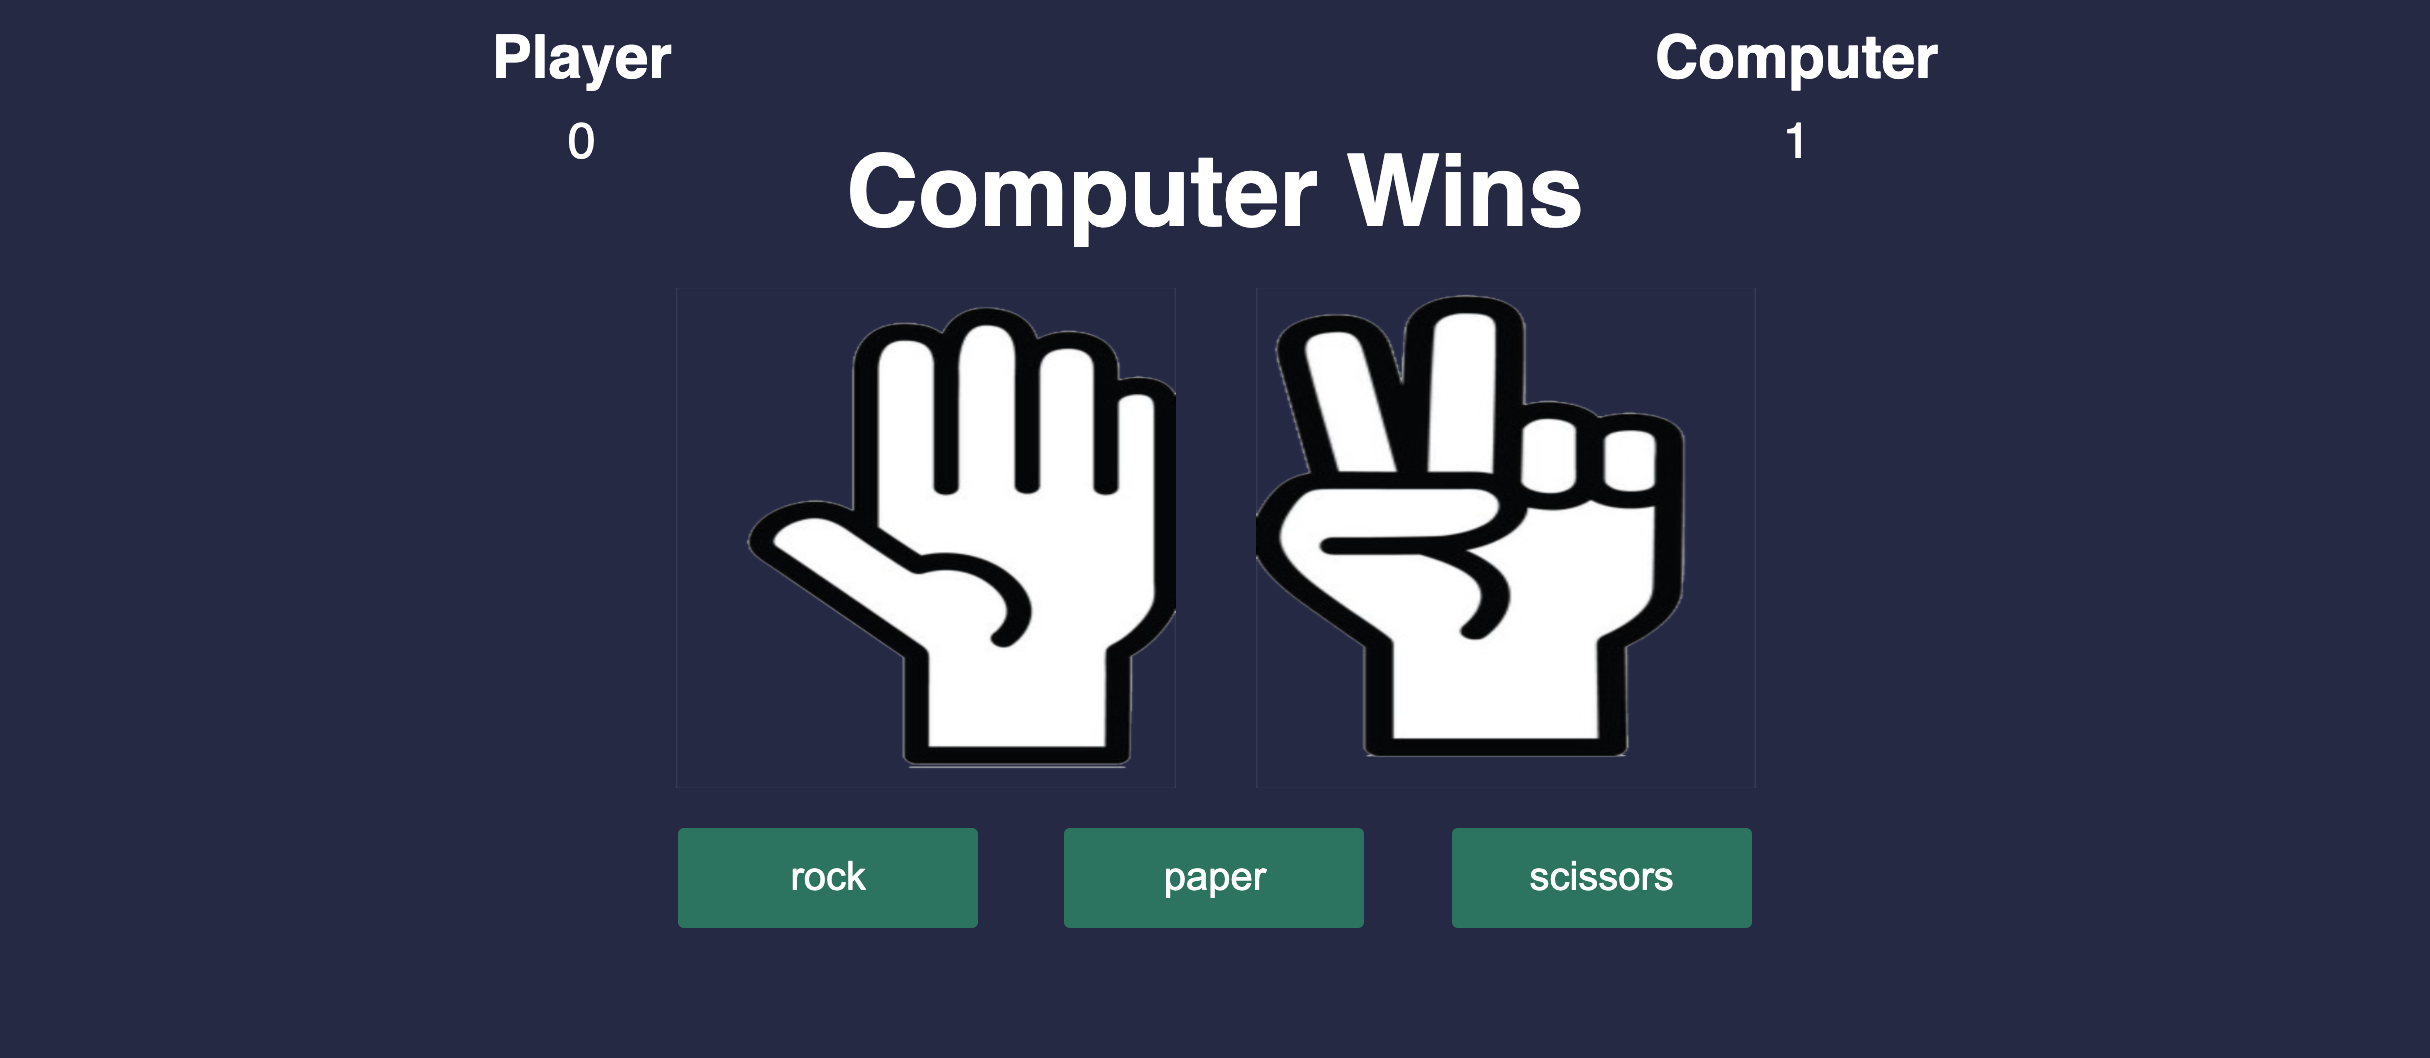 Player
0
Computer
1
Computer Wins
rock
paper
scissors